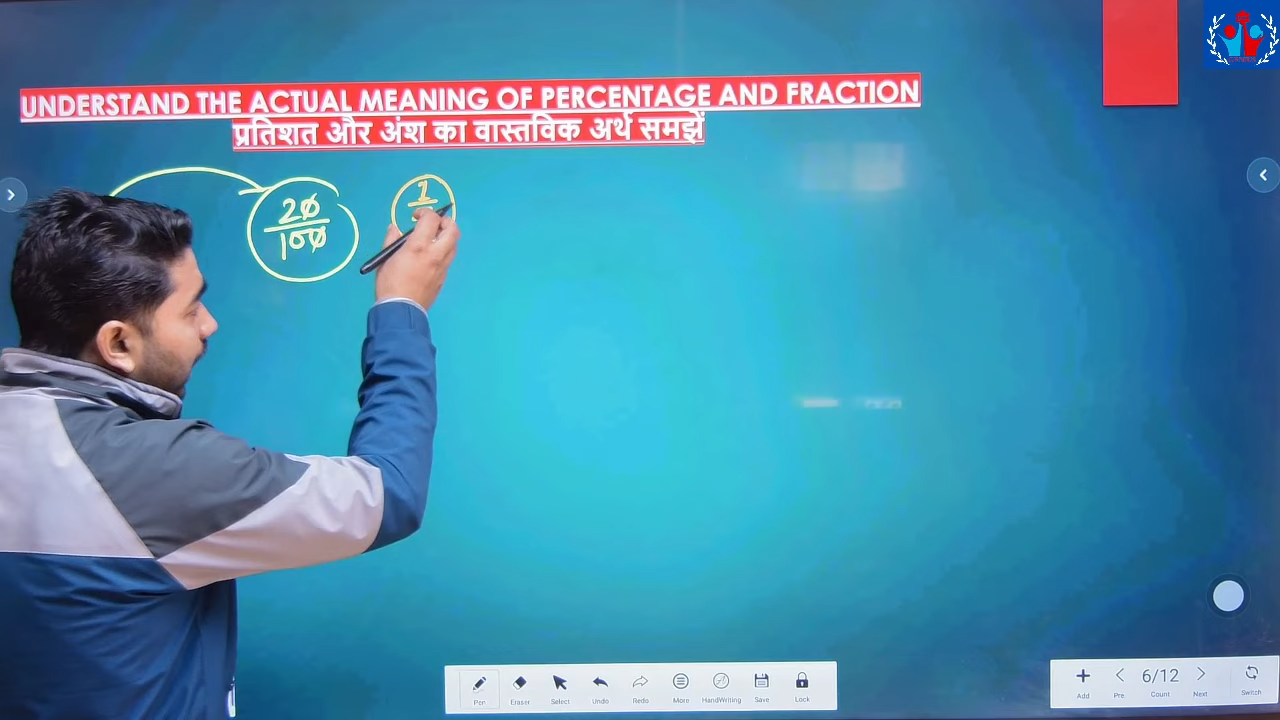 UNDERSTAND THE ACTUAL MEANING OF PERCENTAGE AND FRACTION
प्रतिशत और अंश का वास्तविक अर्थ समझें
20
100
1
6/12
Pen
Eraser
Select
Undo
Redo
More
HandWriting
Save
Lock
Add
Pre.
Count
Next
Switch